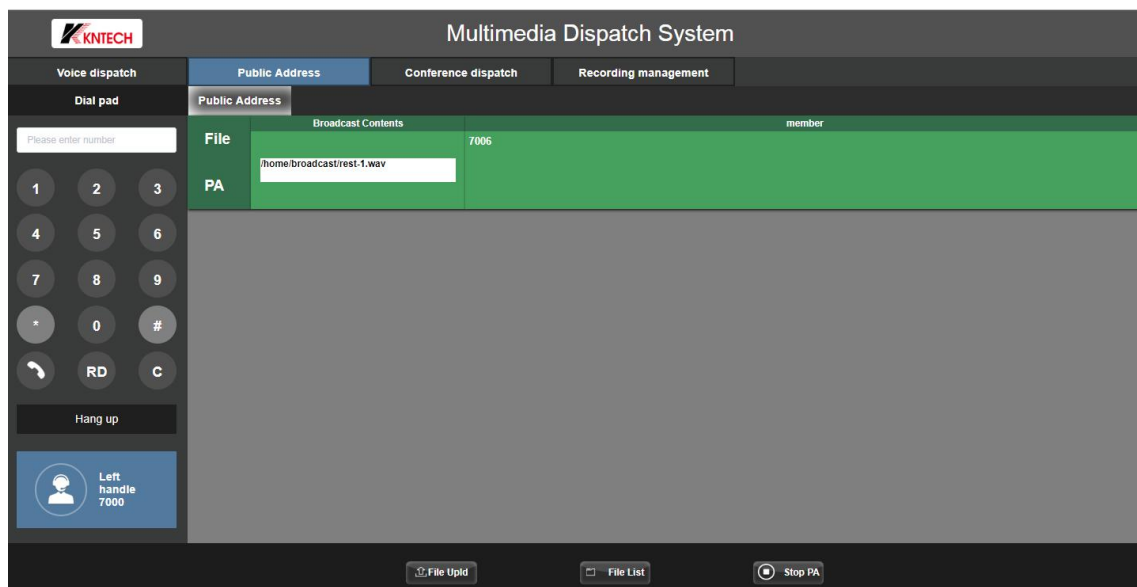 KNTECH
Multimedia Dispatch System
Voice dispatch
Public Address
Conference dispatch
Recording management
Dial pad
Public Address
Please enter number
Broadcast Contents
member
File
PA
/home/broadcast/rest-1.wav
7006
1 2 3
4 5 6
7 8 9
* 0 #
RD C
Hang up
Left
handle
7000
File Upld
File List
Stop PA